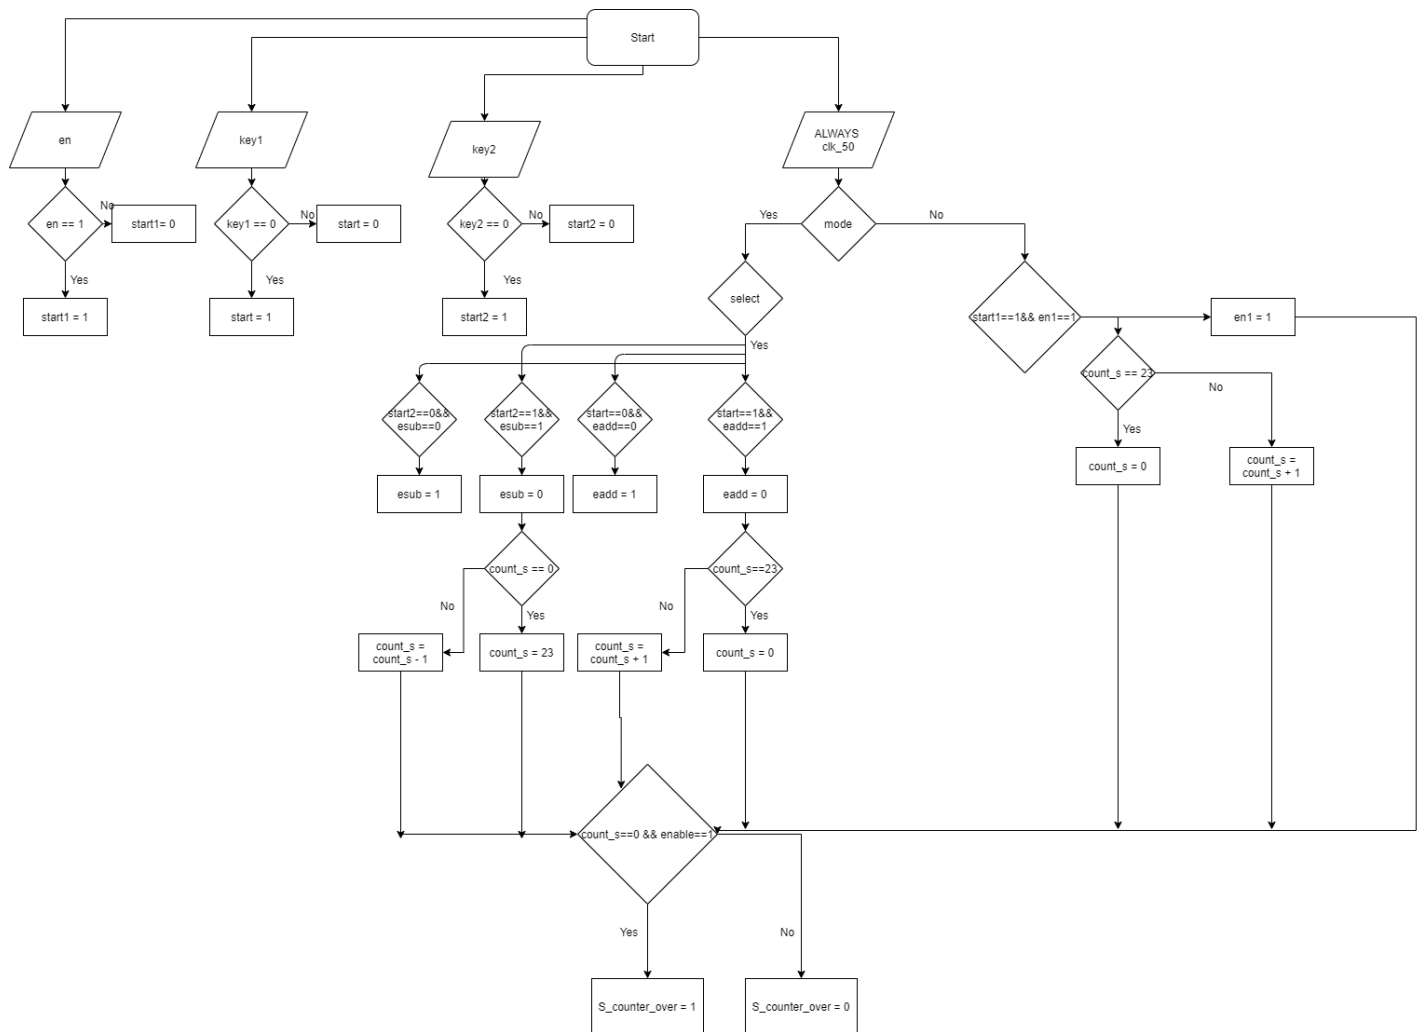 Start
en
key1
key2
ALWAYS
clk_50
en == 1
No
start1= 0
key1 == 0
No
start = 0
key2 == 0
No
start2 = 0
Yes
mode
No
Yes
start1 = 1
Yes
start = 1
Yes
start2 = 1
select
Yes
start1==1&& en1==1
en1 = 1
count_s == 23
No
Yes
count_s = 0
count_s =
count_s + 1
start2==0&&
esub==0
start2==1&&
esub==1
start==0&&
eadd==0
start==1&&
eadd==1
esub = 1
esub = 0
eadd = 1
eadd = 0
count_s == 0
count_s==23
No
Yes
No
Yes
count_s =
count_s - 1
count_s = 23
count_s =
count_s + 1
count_s = 0
count_s==0 && enable==1
Yes
No
S_counter_over = 1
S_counter_over = 0